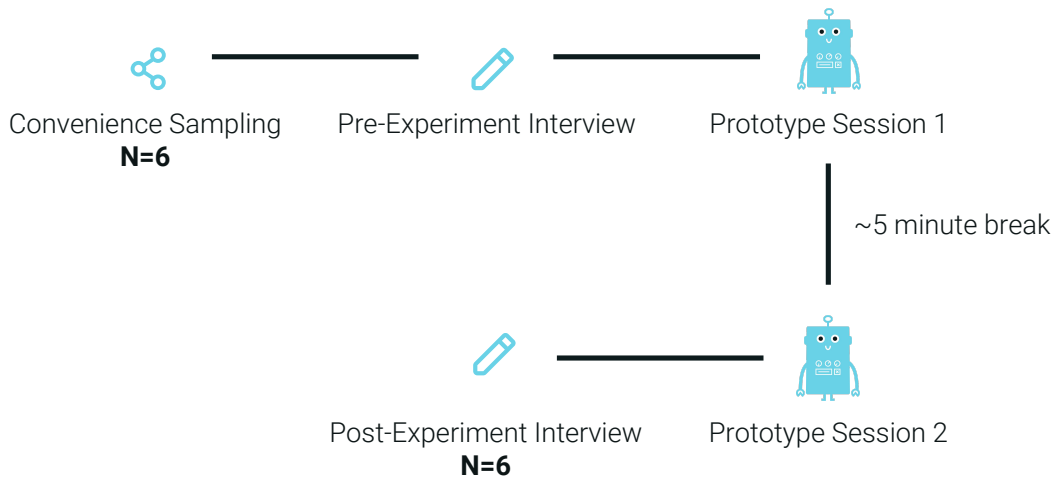 Convenience Sampling
N=6
Pre-Experiment Interview
Prototype Session 1
~5 minute break
Post-Experiment Interview
N=6
Prototype Session 2